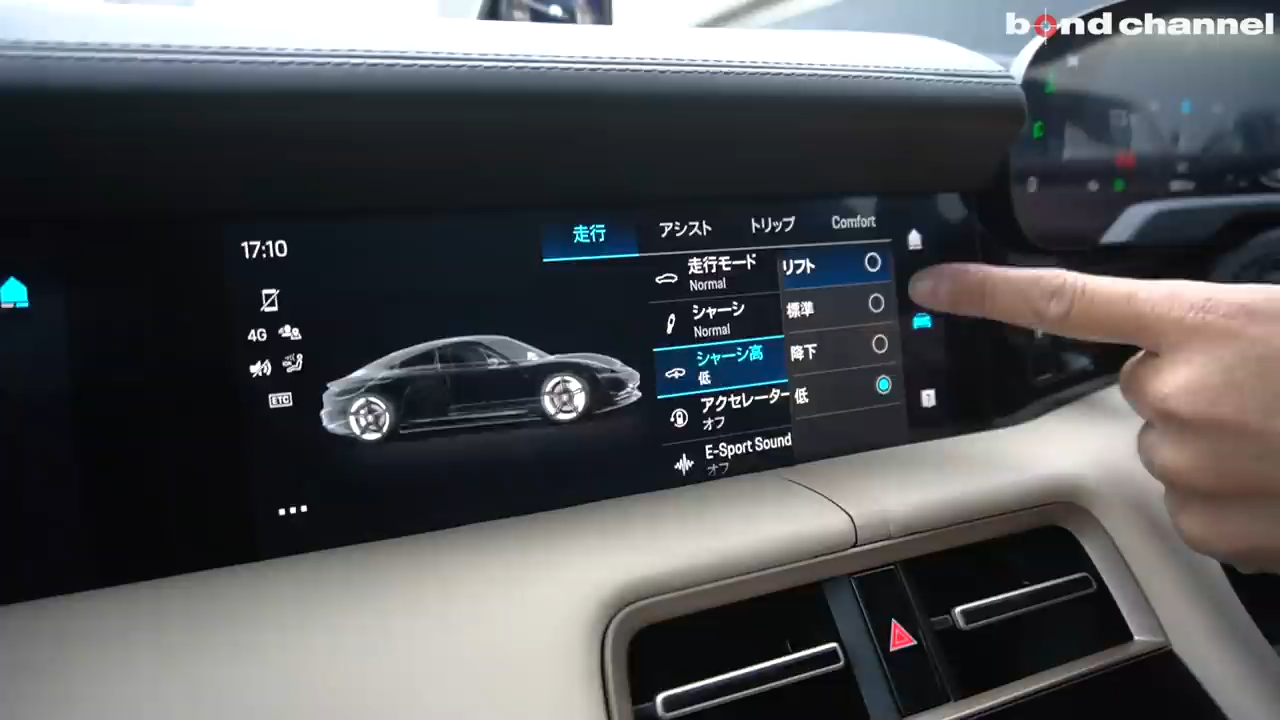 bond channel
17:10
4G
ETC
走行
アシスト
トリップ
Comfort
走行モード
Normal
シャーシ
Normal
シャーシ高
低
アクセレーター
オフ
E-Sport Sound
オフ
リフト
標準
降下
低